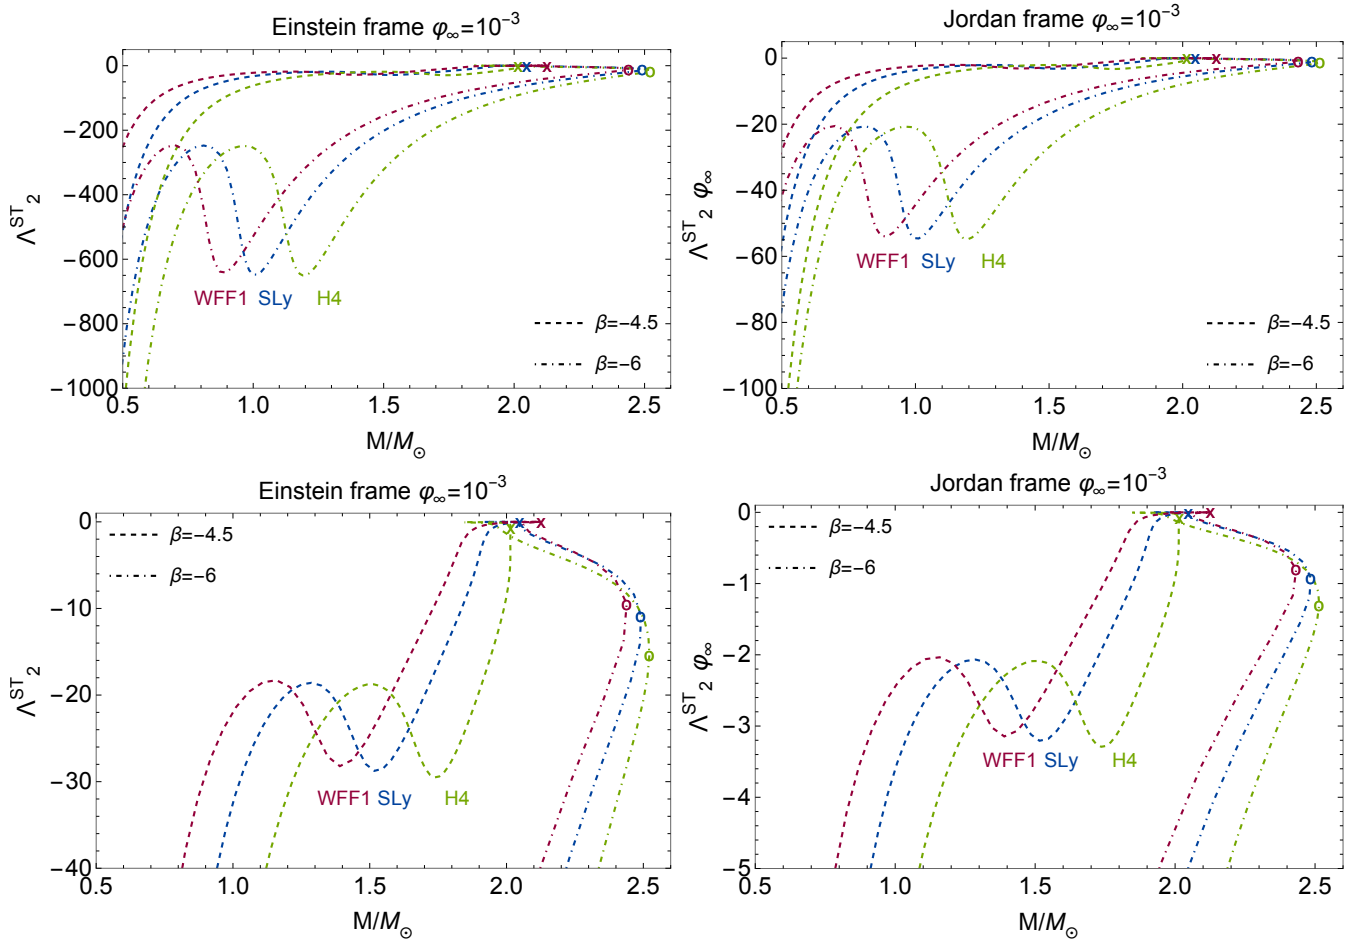 Einstein frame φ∞=10⁻³
0
−200
−400
−600
−800
−1000
Λ^ST_2
WFF1 SLy H4
β=−4.5
β=−6
0.5 1.0 1.5 2.0 2.5
M/M⊙
Jordan frame φ∞=10⁻³
0
−20
−40
−60
−80
−100
Λ^ST_2 φ∞
WFF1 SLy H4
β=−4.5
β=−6
0.5 1.0 1.5 2.0 2.5
M/M⊙
Einstein frame φ∞=10⁻³
0
−10
−20
−30
−40
Λ^ST_2
β=−4.5
β=−6
WFF1 SLy H4
0.5 1.0 1.5 2.0 2.5
M/M⊙
Jordan frame φ∞=10⁻³
0
−1
−2
−3
−4
−5
Λ^ST_2 φ∞
β=−4.5
β=−6
WFF1 SLy H4
0.5 1.0 1.5 2.0 2.5
M/M⊙